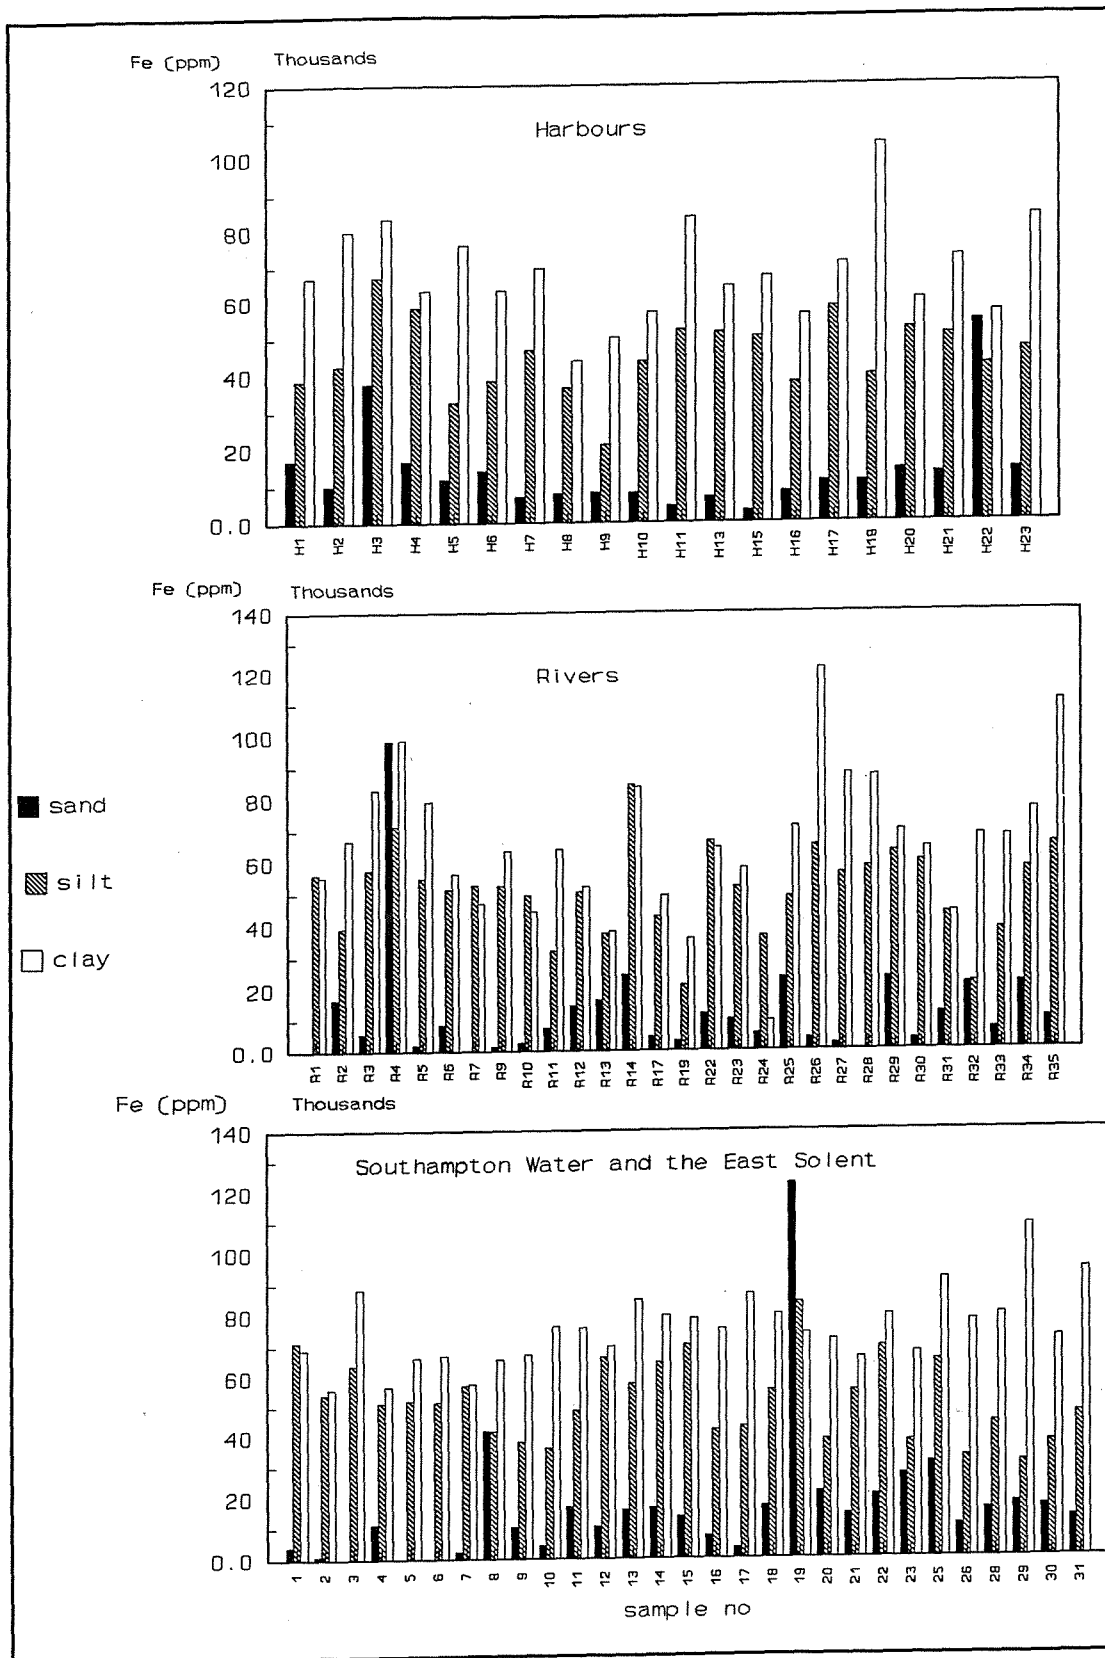 Fe (ppm) Thousands
120
Harbours
100
80
60
40
20
0.0
H1 H2 H3 H4 H5 H6 H7 H8 H9 H10 H11 H13 H15 H16 H17 H18 H20 H21 H22 H23
Fe (ppm) Thousands
140
Rivers
120
100
80
60
40
20
0.0
R1 R2 R3 R4 R5 R6 R7 R9 R10 R11 R12 R13 R14 R17 R19 R22 R23 R24 R25 R26 R27 R28 R29 R30 R31 R32 R33 R34 R35
sand
silt
clay
Fe (ppm) Thousands
140
Southampton Water and the East Solent
120
100
80
60
40
20
0.0
1 2 3 4 5 6 7 8 9 10 11 12 13 14 15 16 17 18 19 20 21 22 23 25 26 28 29 30 31
sample no